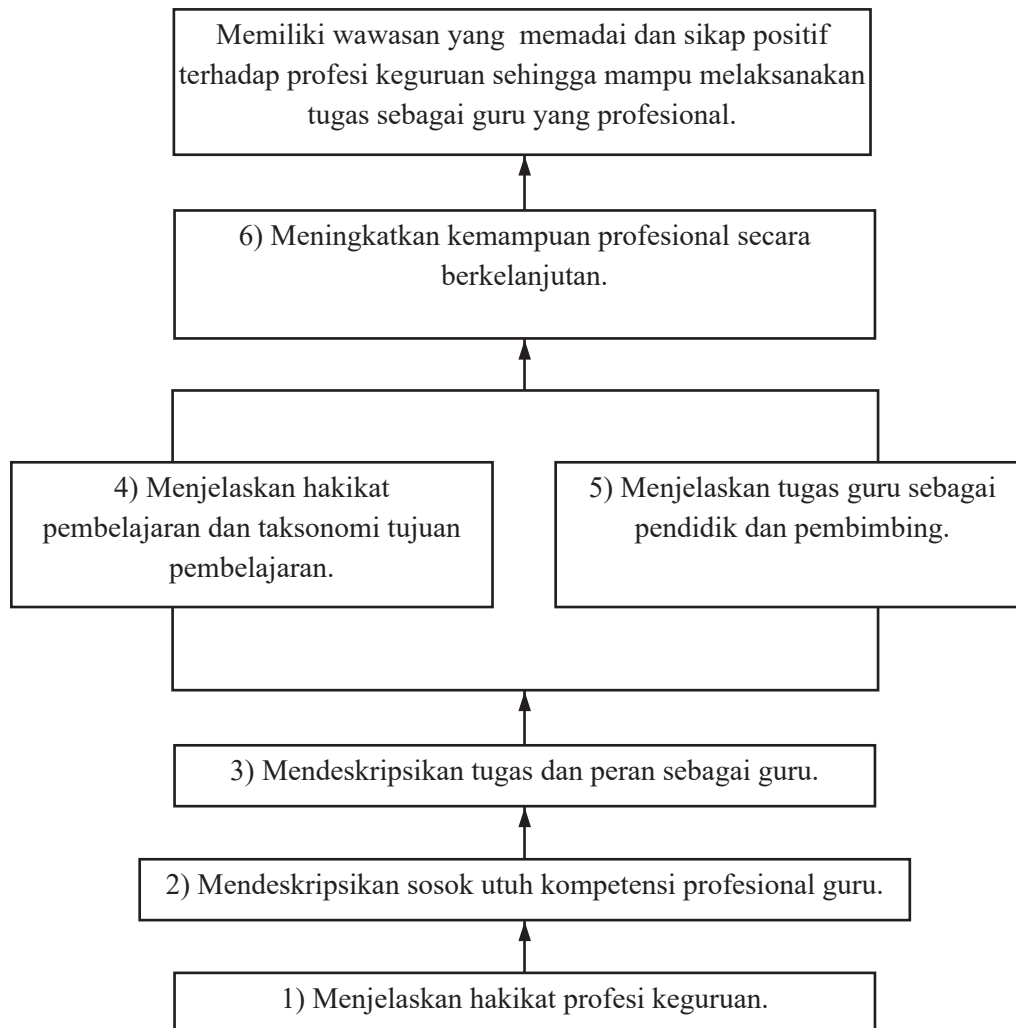 Memiliki wawasan yang memadai dan sikap positif
terhadap profesi keguruan sehingga mampu melaksanakan
tugas sebagai guru yang profesional.
6) Meningkatkan kemampuan profesional secara
berkelanjutan.
4) Menjelaskan hakikat
pembelajaran dan taksonomi tujuan
pembelajaran.
5) Menjelaskan tugas guru sebagai
pendidik dan pembimbing.
3) Mendeskripsikan tugas dan peran sebagai guru.
2) Mendeskripsikan sosok utuh kompetensi profesional guru.
1) Menjelaskan hakikat profesi keguruan.